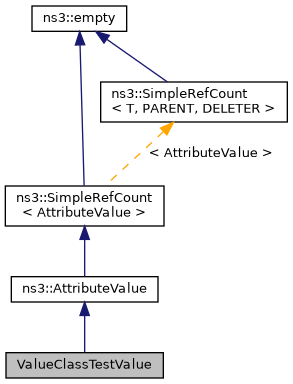 ns3::empty
ns3::SimpleRefCount
< T, PARENT, DELETER >
< AttributeValue >
ns3::SimpleRefCount
< AttributeValue >
ns3::AttributeValue
ValueClassTestValue